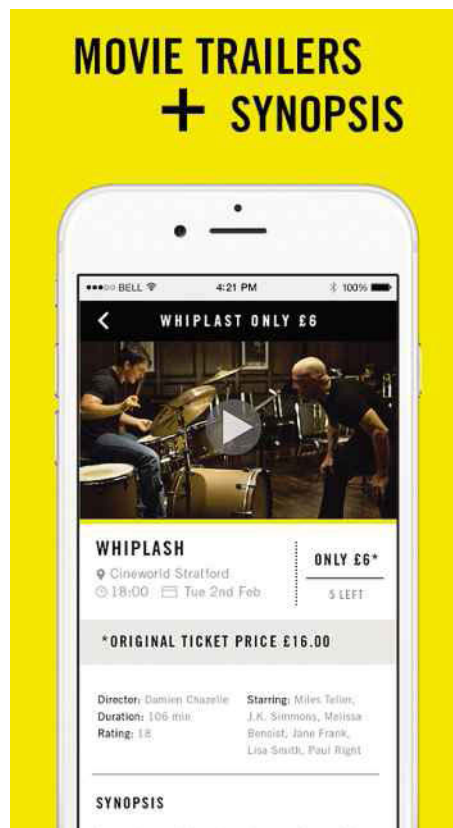 MOVIE TRAILERS
+ SYNOPSIS
BELL 4:21 PM 100%
WHIPLAST ONLY £6
WHIPLASH
Cineworld Stratford
18:00 Tue 2nd Feb
ONLY £6*
5 LEFT
*ORIGINAL TICKET PRICE £16.00
Director: Damien Chazelle
Duration: 106 min
Rating: 18
Starring: Miles Teller,
J.K. Simmons, Melissa
Benoist, Jane Frank,
Lisa Smith, Paul Right
SYNOPSIS